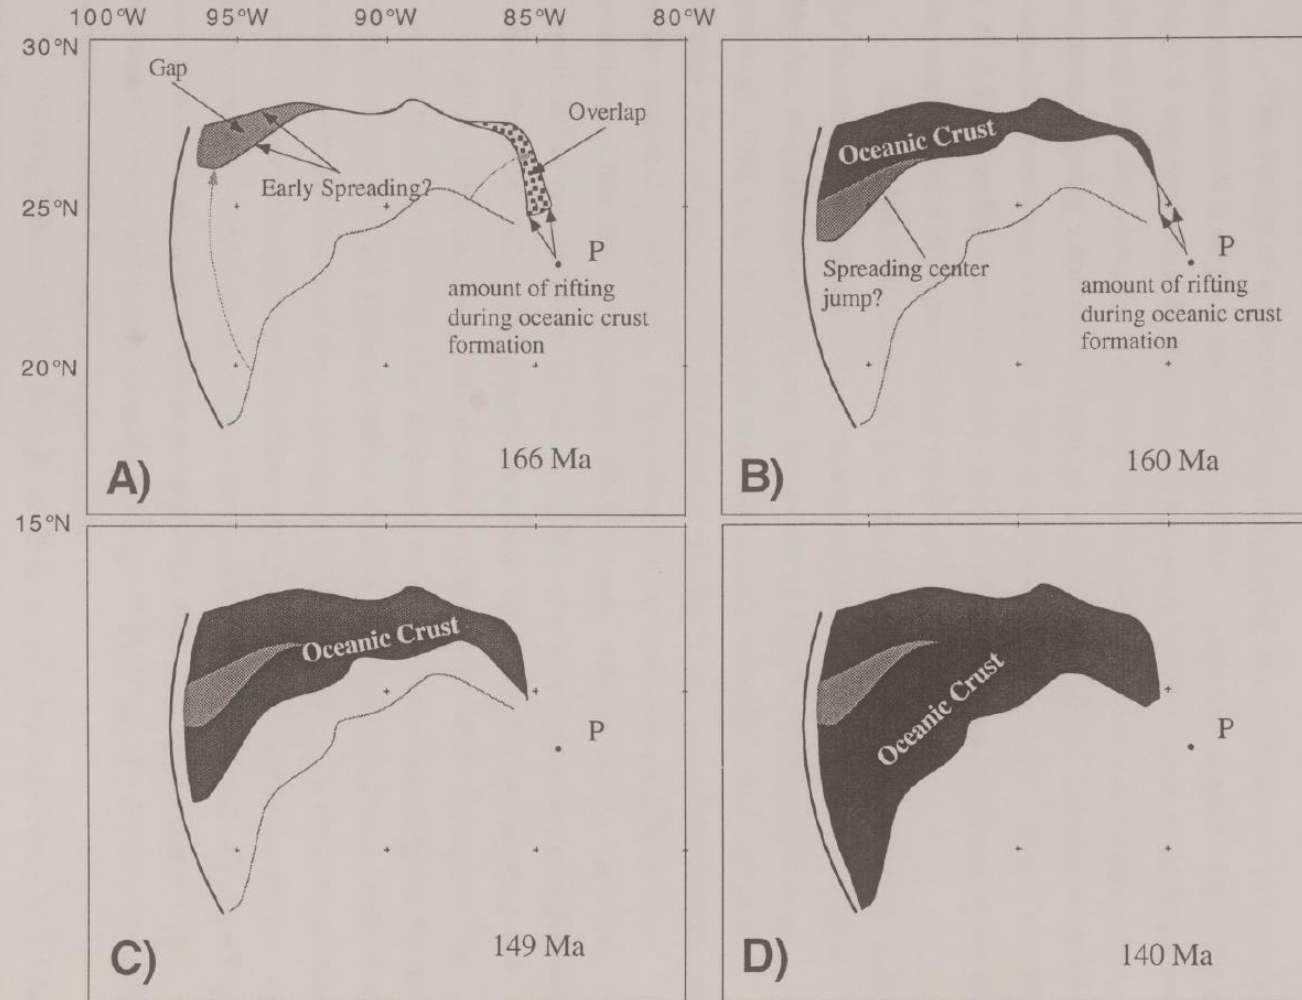 100°W 95°W 90°W 85°W 80°W
30°N
Gap
Overlap
Early Spreading?
25°N
P
amount of rifting
during oceanic crust
formation
20°N
166 Ma
A)
15°N
Oceanic Crust
Spreading center
jump?
P
amount of rifting
during oceanic crust
formation
160 Ma
B)
Oceanic Crust
P
149 Ma
C)
Oceanic Crust
P
140 Ma
D)